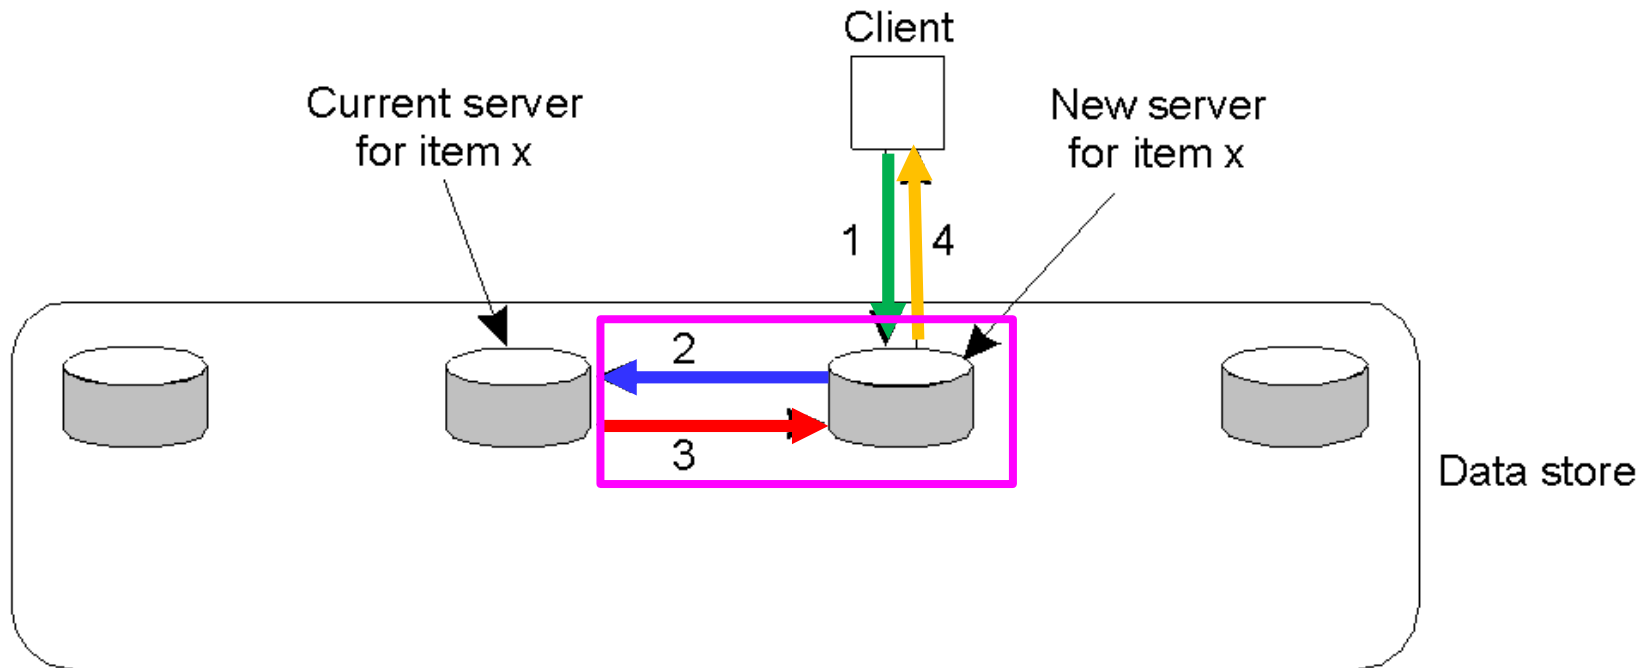 Client
Current server
for item x
New server
for item x
1
4
2
3
Data store